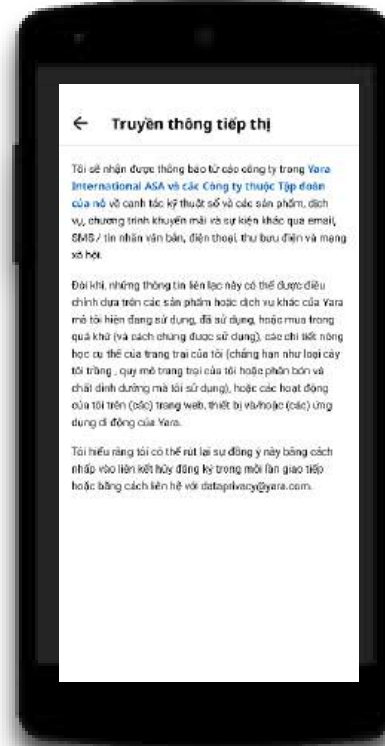 ← Truyền thông tiếp thị
Tôi sẽ nhận được thông báo từ các công ty trong Yara
International ASA và các Công ty thuộc Tập đoàn
của nó về canh tác kỹ thuật số và các sản phẩm, dịch
vụ, chương trình khuyến mãi và sự kiện khác qua email,
SMS / tin nhắn văn bản, điện thoại, thư bưu điện và mạng
xã hội.
Đôi khi, những thông tin liên lạc này có thể được điều
chỉnh dựa trên các sản phẩm hoặc dịch vụ khác của Yara
mà tôi hiện đang sử dụng, đã sử dụng, hoặc mua trong
quá khứ (và cách chúng được sử dụng), các chi tiết nông
học cụ thể của trang trại của tôi (chẳng hạn như loại cây
tôi trồng , quy mô trang trại của tôi hoặc phân bón và
chất dinh dưỡng mà tôi sử dụng), hoặc các hoạt động
của tôi trên (các) trang web, thiết bị và/hoặc (các) ứng
dụng di động của Yara.
Tôi hiểu rằng tôi có thể rút lại sự đồng ý này bằng cách
nhấp vào liên kết hủy đăng ký trong mỗi lần giao tiếp
hoặc bằng cách liên hệ với dataprivacy@yara.com.